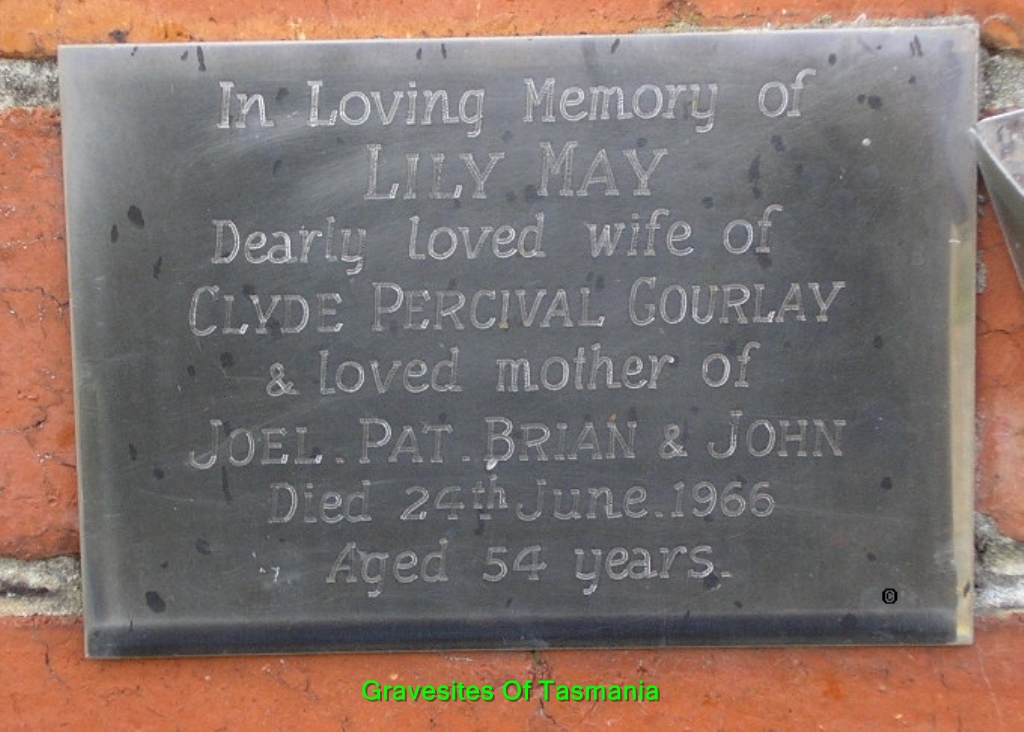 In Loving Memory of
LILY MAY
Dearly loved wife of
CLYDE PERCIVAL GOURLAY
& loved mother of
JOEL. PAT. BRIAN & JOHN
Died 24th June. 1966
Aged 54 years.
©
Gravesites Of Tasmania